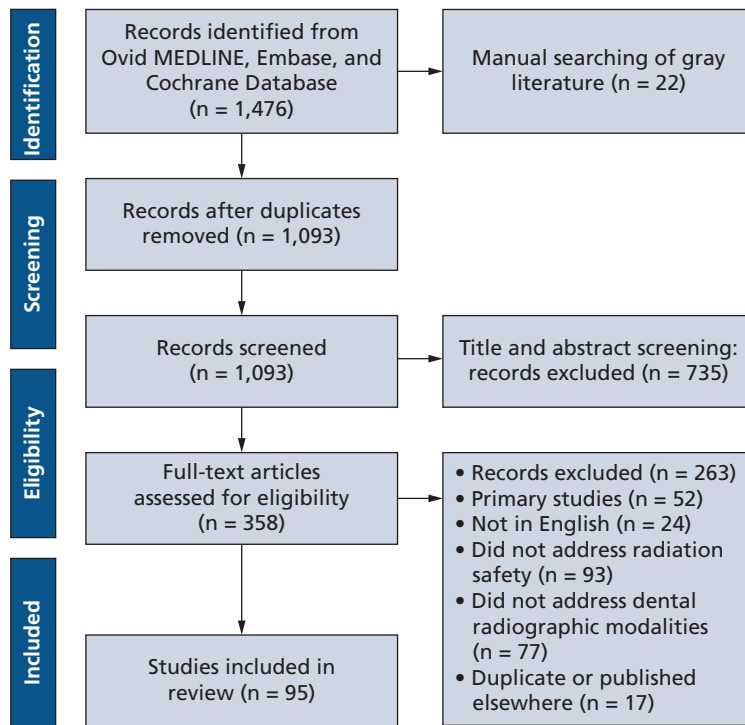 Identification
Records identified from
Ovid MEDLINE, Embase, and
Cochrane Database
(n = 1,476)
Manual searching of gray
literature (n = 22)
Screening
Records after duplicates
removed (n = 1,093)
Records screened
(n = 1,093)
Title and abstract screening:
records excluded (n = 735)
Eligibility
Full-text articles
assessed for eligibility
(n = 358)
• Records excluded (n = 263)
• Primary studies (n = 52)
• Not in English (n = 24)
• Did not address radiation
safety (n = 93)
• Did not address dental
radiographic modalities
(n = 77)
• Duplicate or published
elsewhere (n = 17)
Included
Studies included in
review (n = 95)